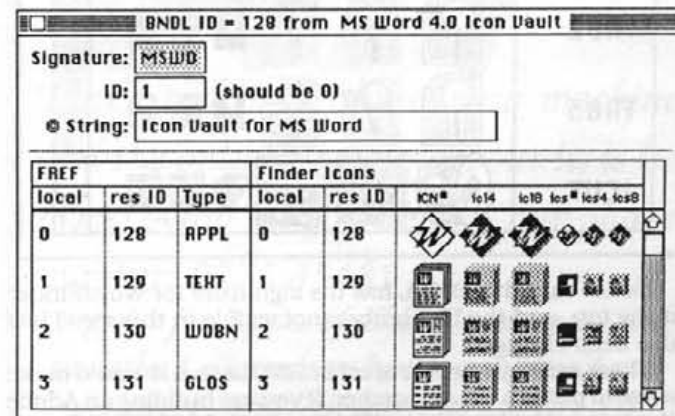 BNDL ID = 128 from MS Word 4.0 Icon Vault
Signature: MSWD
ID: 1 (should be 0)
© String: Icon Vault for MS Word
FREF Finder Icons
local res ID Type local res ID ICN# icl4 icl8 ics# ics4 ics8
0 128 APPL 0 128
1 129 TEXT 1 129
2 130 WDBN 2 130
3 131 GLOS 3 131